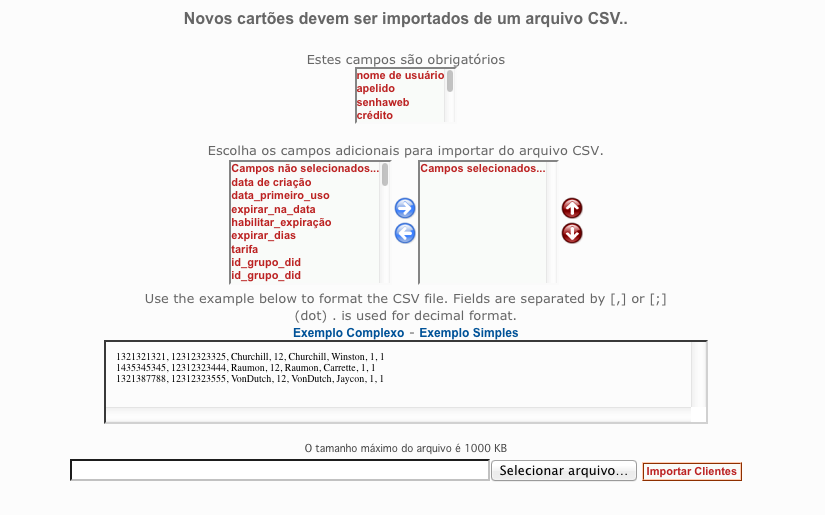 Novos cartões devem ser importados de um arquivo CSV..
Estes campos são obrigatórios
nome de usuário
apelido
senhaweb
crédito
Escolha os campos adicionais para importar do arquivo CSV.
Campos não selecionados...
data de criação
data_primeiro_uso
expirar_na_data
habilitar_expiração
expirar_dias
tarifa
id_grupo_did
id_grupo_did
Campos selecionados...
Use the example below to format the CSV file. Fields are separated by [,] or [;]
(dot) . is used for decimal format.
Exemplo Complexo - Exemplo Simples
1321321321, 12312323325, Churchill, 12, Churchill, Winston, 1, 1
1435345345, 12312323444, Raumon, 12, Raumon, Carrette, 1, 1
1321387788, 12312323555, VonDutch, 12, VonDutch, Jaycon, 1, 1
O tamanho máximo do arquivo é 1000 KB
Selecionar arquivo... Importar Clientes